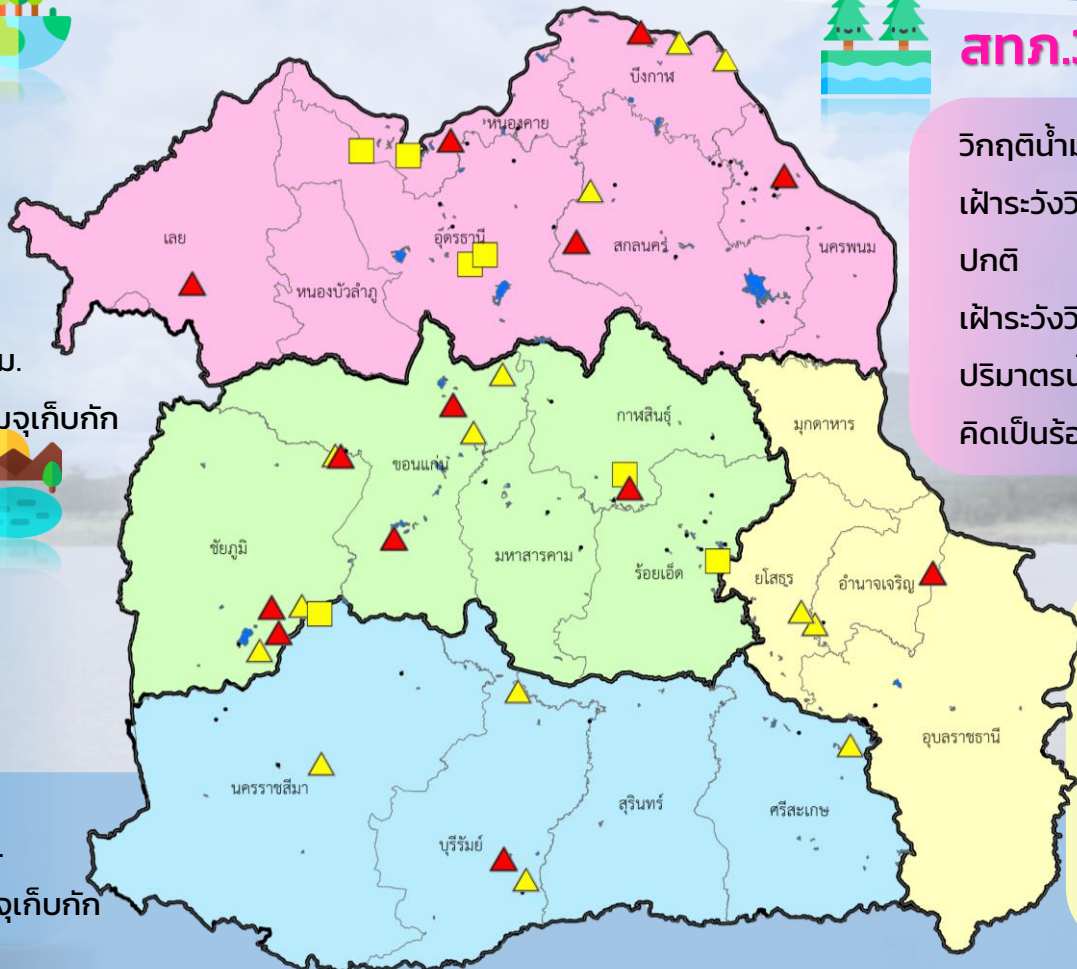 สทภ.3
วิกฤติน้ำม
เฝ้าระวังวิ
ปกติ
เฝ้าระวังวิ
ปริมาตรน้
คิดเป็นร้อ
ม.
มจุเก็บกัก
.
จุเก็บกัก
บึงกาฬ
หนองคาย
เลย
อุดรธานี
สกลนคร
นครพนม
หนองบัวลำภู
กาฬสินธุ์
มุกดาหาร
ขอนแก่น
ชัยภูมิ
มหาสารคาม
ร้อยเอ็ด
ยโสธร
อำนาจเจริญ
อุบลราชธานี
นครราชสีมา
สุรินทร์
ศรีสะเกษ
บุรีรัมย์